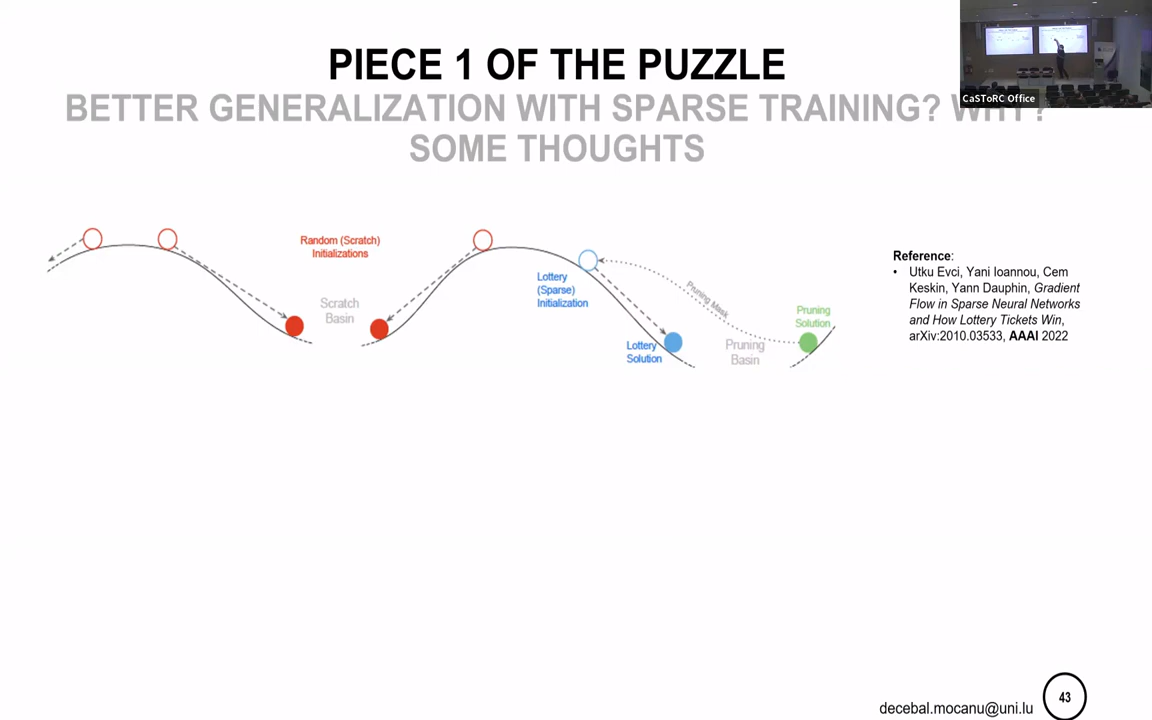 PIECE 1 OF THE PUZZLE
BETTER GENERALIZATION WITH SPARSE TRAINING? WHY?
SOME THOUGHTS
CaSToRC Office
Random (Scratch)
Initializations
Scratch
Basin
Lottery
(Sparse)
Initialization
Pruning Mask
Lottery
Solution
Pruning
Basin
Pruning
Solution
Reference:
• Utku Evci, Yani Ioannou, Cem
Keskin, Yann Dauphin, Gradient
Flow in Sparse Neural Networks
and How Lottery Tickets Win,
arXiv:2010.03533, AAAI 2022
decebal.mocanu@uni.lu
43